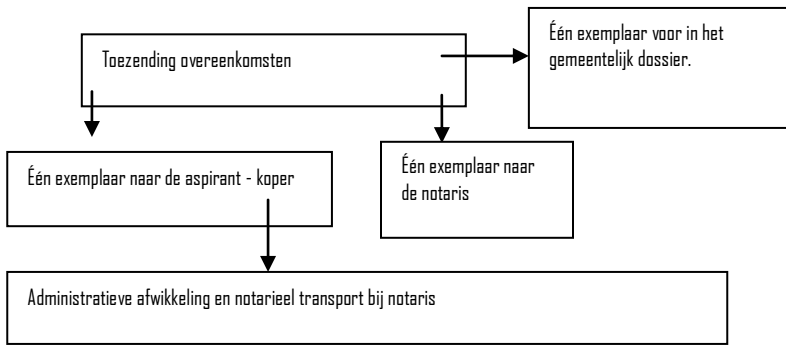 Één exemplaar voor in het
gemeentelijk dossier.
Toezending overeenkomsten
Één exemplaar naar de aspirant - koper
Één exemplaar naar
de notaris
Administratieve afwikkeling en notarieel transport bij notaris